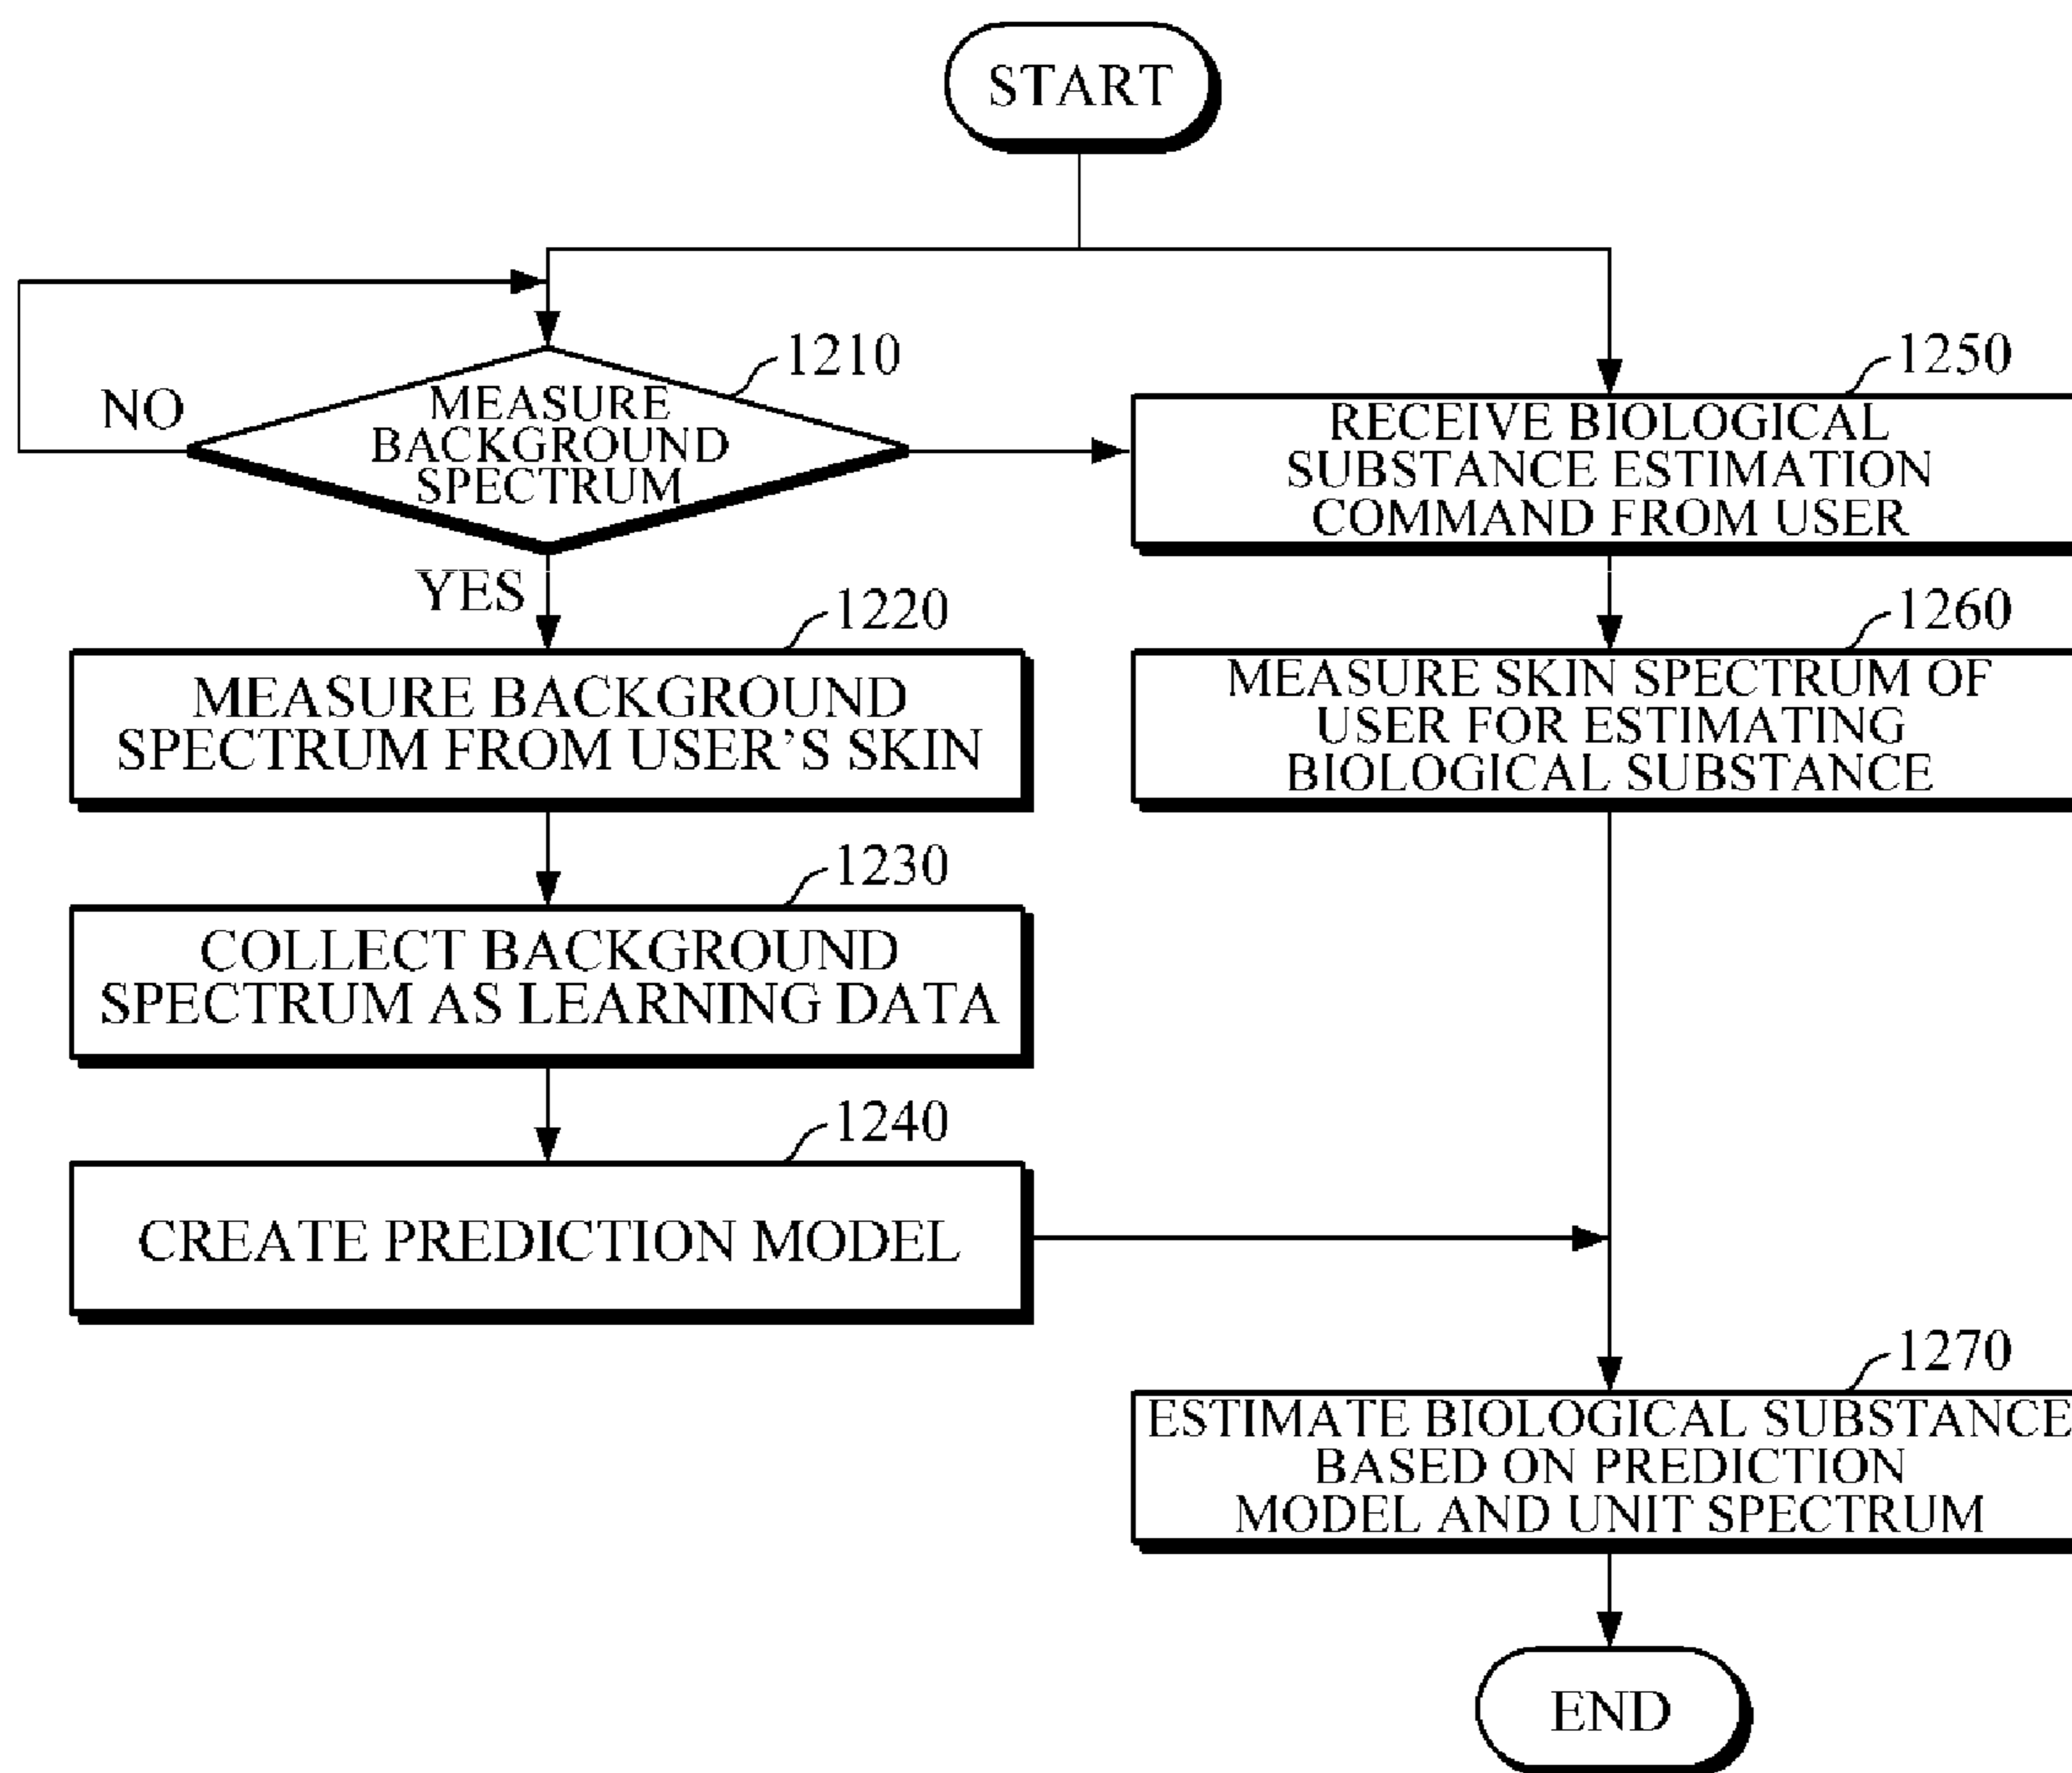 START
1210
NO
MEASURE
BACKGROUND
SPECTRUM
YES
1220
MEASURE BACKGROUND
SPECTRUM FROM USER'S SKIN
1230
COLLECT BACKGROUND
SPECTRUM AS LEARNING DATA
1240
CREATE PREDICTION MODEL
1250
RECEIVE BIOLOGICAL
SUBSTANCE ESTIMATION
COMMAND FROM USER
1260
MEASURE SKIN SPECTRUM OF
USER FOR ESTIMATING
BIOLOGICAL SUBSTANCE
1270
ESTIMATE BIOLOGICAL SUBSTANCE
BASED ON PREDICTION
MODEL AND UNIT SPECTRUM
END